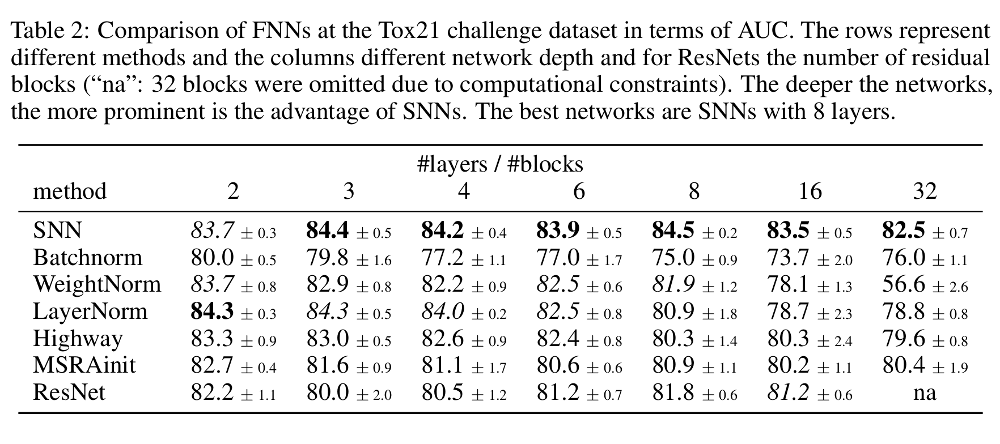 Table 2: Comparison of FNNs at the Tox21 challenge dataset in terms of AUC. The rows represent
different methods and the columns different network depth and for ResNets the number of residual
blocks (“na”: 32 blocks were omitted due to computational constraints). The deeper the networks,
the more prominent is the advantage of SNNs. The best networks are SNNs with 8 layers.
#layers / #blocks
method 2 3 4 6 8 16 32
SNN 83.7 ± 0.3 84.4 ± 0.5 84.2 ± 0.4 83.9 ± 0.5 84.5 ± 0.2 83.5 ± 0.5 82.5 ± 0.7
Batchnorm 80.0 ± 0.5 79.8 ± 1.6 77.2 ± 1.1 77.0 ± 1.7 75.0 ± 0.9 73.7 ± 2.0 76.0 ± 1.1
WeightNorm 83.7 ± 0.8 82.9 ± 0.8 82.2 ± 0.9 82.5 ± 0.6 81.9 ± 1.2 78.1 ± 1.3 56.6 ± 2.6
LayerNorm 84.3 ± 0.3 84.3 ± 0.5 84.0 ± 0.2 82.5 ± 0.8 80.9 ± 1.8 78.7 ± 2.3 78.8 ± 0.8
Highway 83.3 ± 0.9 83.0 ± 0.5 82.6 ± 0.9 82.4 ± 0.8 80.3 ± 1.4 80.3 ± 2.4 79.6 ± 0.8
MSRAinit 82.7 ± 0.4 81.6 ± 0.9 81.1 ± 1.7 80.6 ± 0.6 80.9 ± 1.1 80.2 ± 1.1 80.4 ± 1.9
ResNet 82.2 ± 1.1 80.0 ± 2.0 80.5 ± 1.2 81.2 ± 0.7 81.8 ± 0.6 81.2 ± 0.6 na